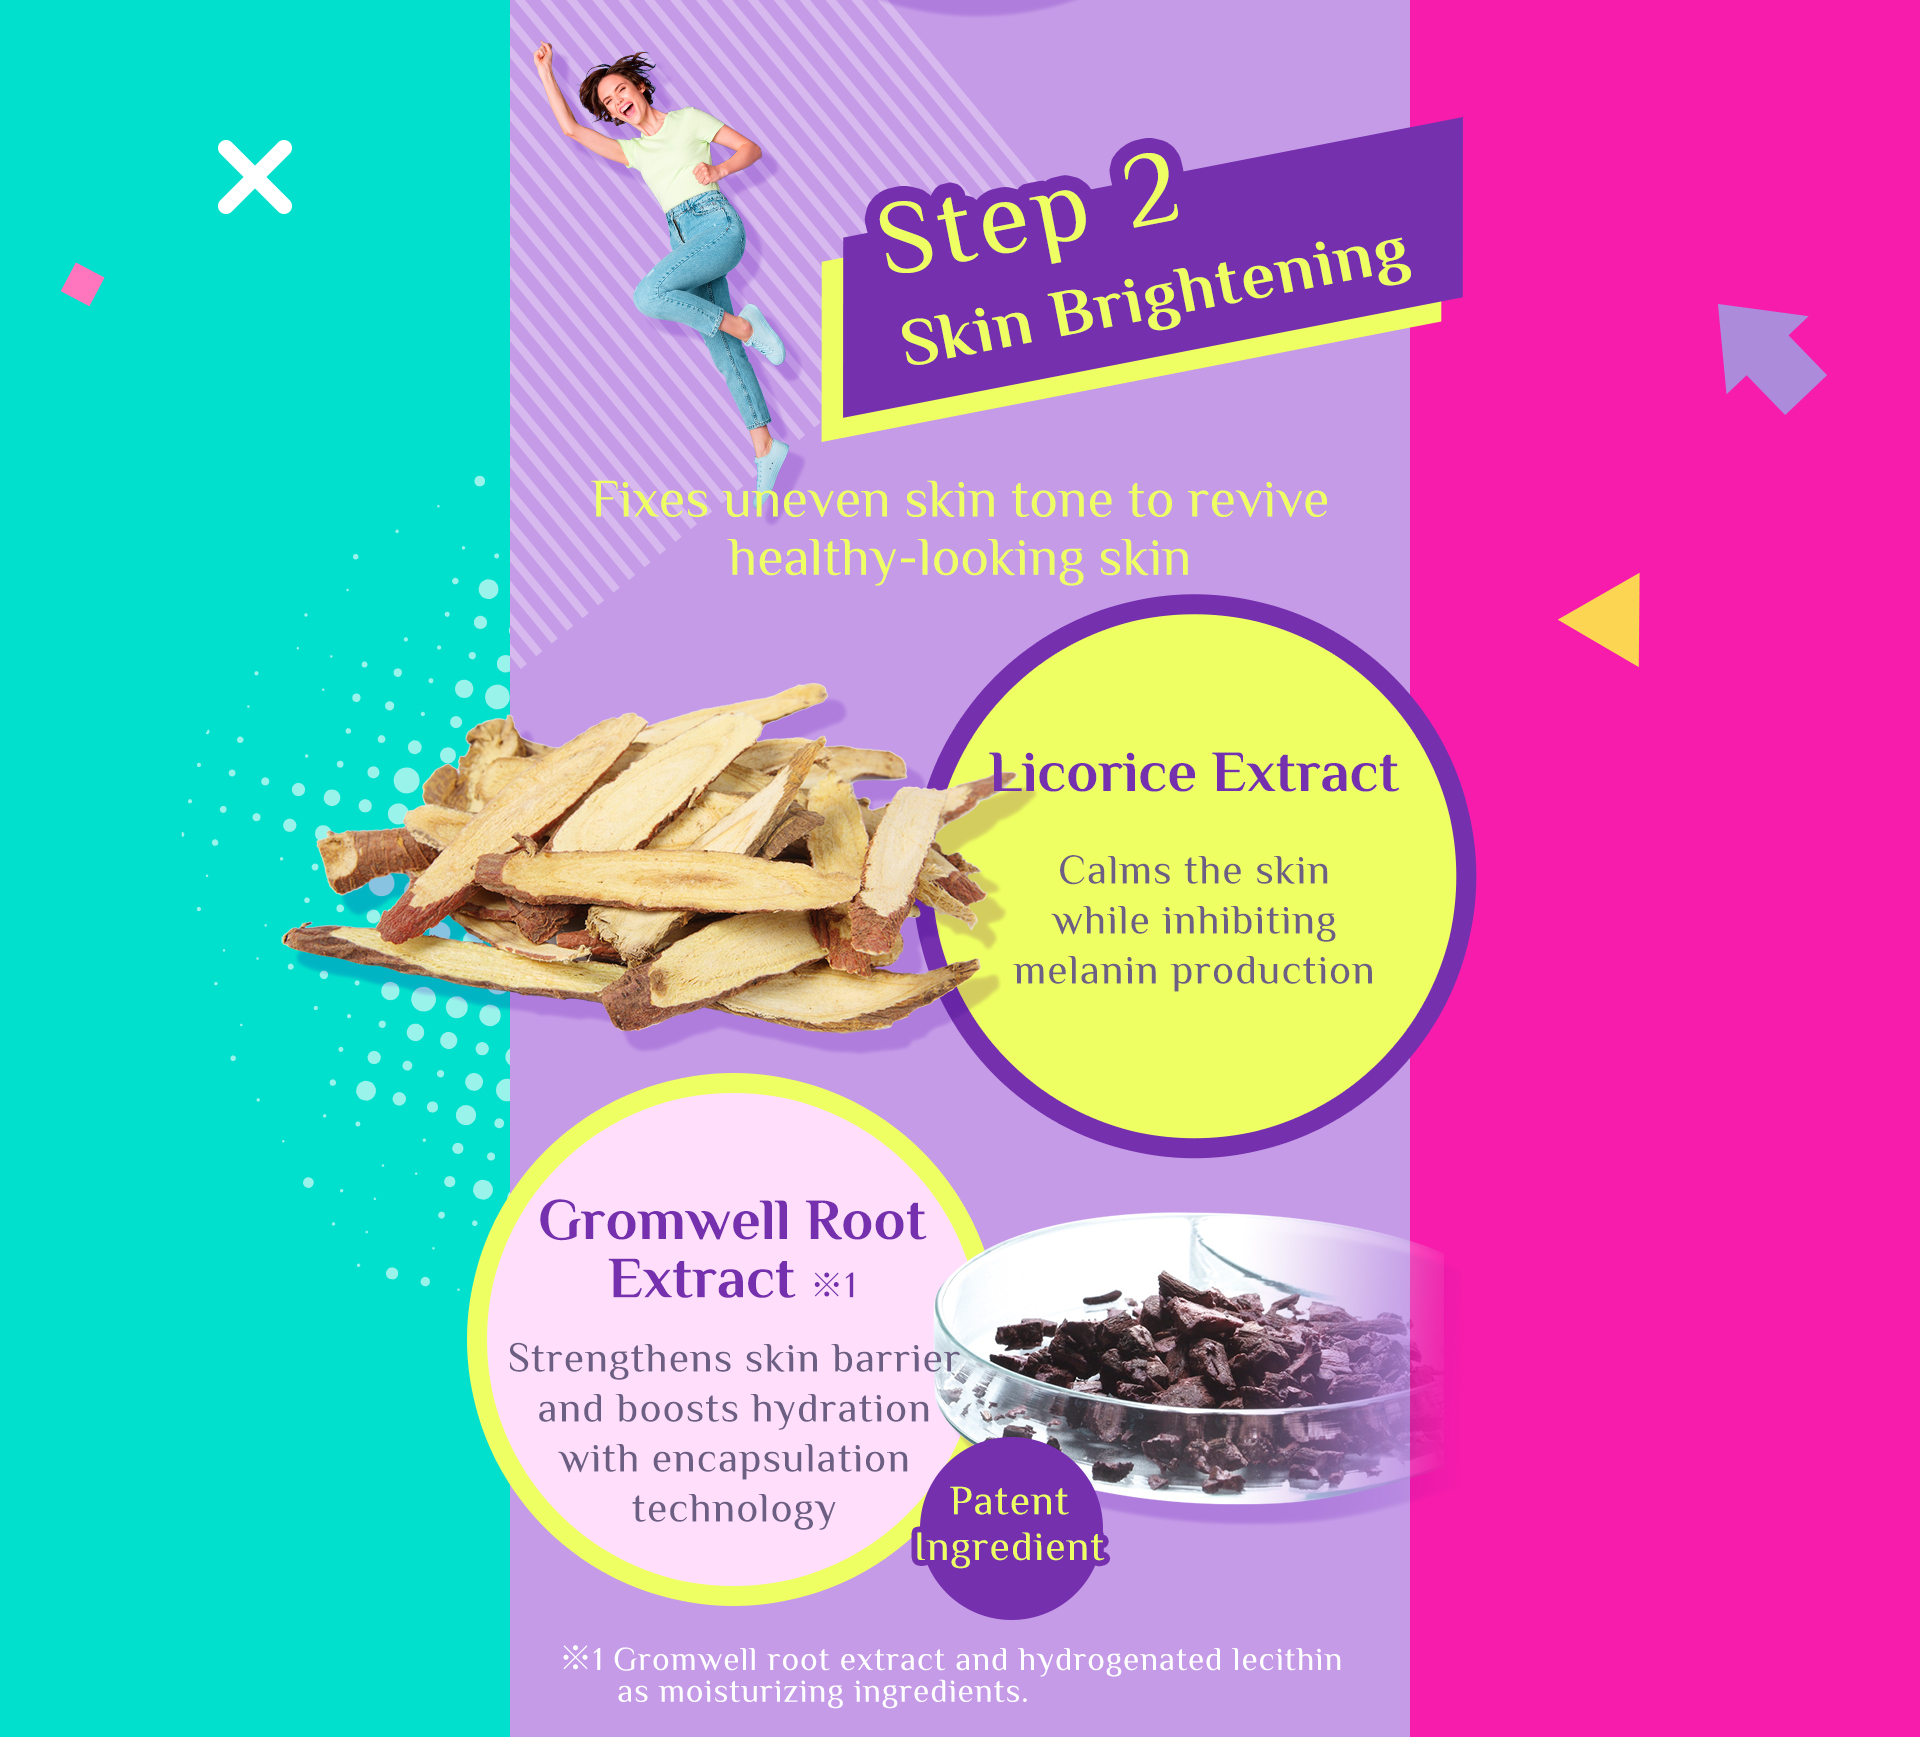 Step 2
Skin Brightening
Fixes uneven skin tone to revive
healthy-looking skin
Licorice Extract
Calms the skin
while inhibiting
melanin production
Gromwell Root
Extract ※1
Strengthens skin barrier
and boosts hydration
with encapsulation
technology
Patent
Ingredient
※1 Gromwell root extract and hydrogenated lecithin
as moisturizing ingredients.